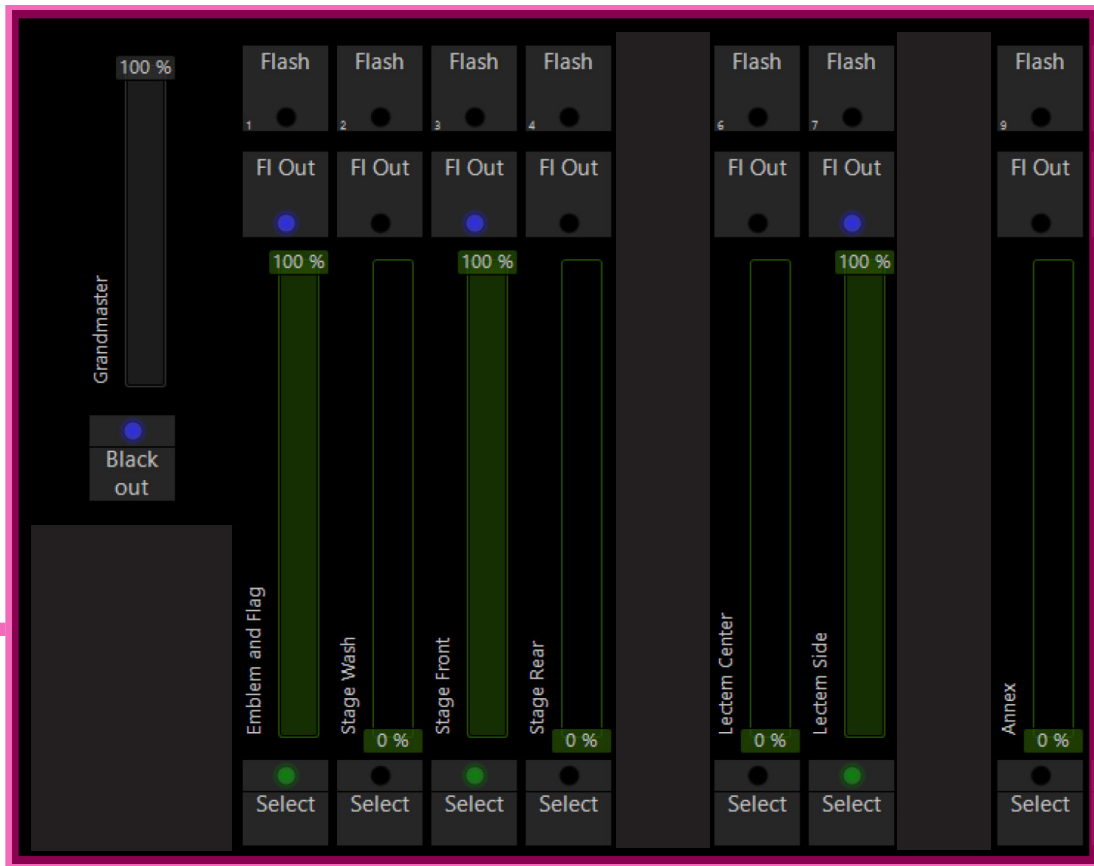 100 %
Grandmaster
Black
out
Flash
1
Flash
2
Flash
3
Flash
4
Flash
6
Flash
7
Flash
9
Fl Out
Fl Out
Fl Out
Fl Out
Fl Out
Fl Out
Fl Out
100 %
Emblem and Flag
Stage Wash
0 %
100 %
Stage Front
Stage Rear
0 %
Lectern Center
0 %
100 %
Lectern Side
Annex
0 %
Select
Select
Select
Select
Select
Select
Select